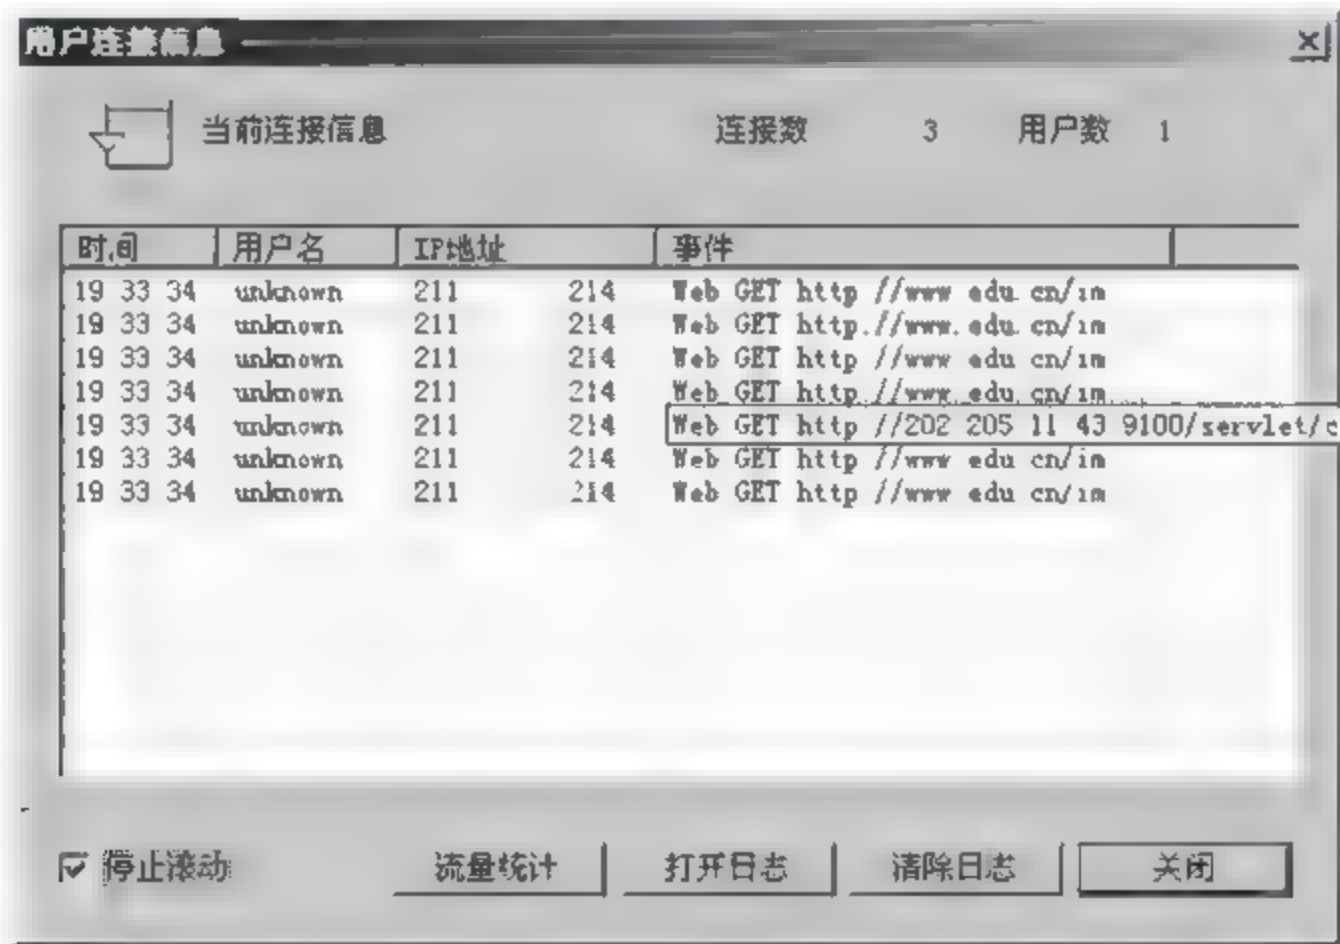 用户连接信息
当前连接信息 连接数 3 用户数 1
时间 用户名 IP地址 事件
19 33 34 unknown 211 214 Web GET http //www edu cn/im
19 33 34 unknown 211 214 Web GET http.//www. edu. cn/im
19 33 34 unknown 211 214 Web GET http //www edu cn/im
19 33 34 unknown 211 214 Web GET http //www edu cn/im
19 33 34 unknown 211 214 Web GET http //202 205 11 43 9100/servlet/c
19 33 34 unknown 211 214 Web GET http //www edu cn/im
19 33 34 unknown 211 214 Web GET http //www edu cn/im
停止滚动 流量统计 打开日志 清除日志 关闭